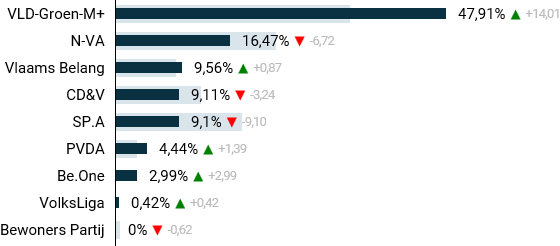 VLD-Groen-M+ 47,91% ▲ +14,01
N-VA 16,47% ▼ -6,72
Vlaams Belang 9,56% ▲ +0,87
CD&V 9,11% ▼ -3,24
SP.A 9,1% ▼ -9,10
PVDA 4,44% ▲ +1,39
Be.One 2,99% ▲ +2,99
VolksLiga 0,42% ▲ +0,42
Bewoners Partij 0% ▼ -0,62